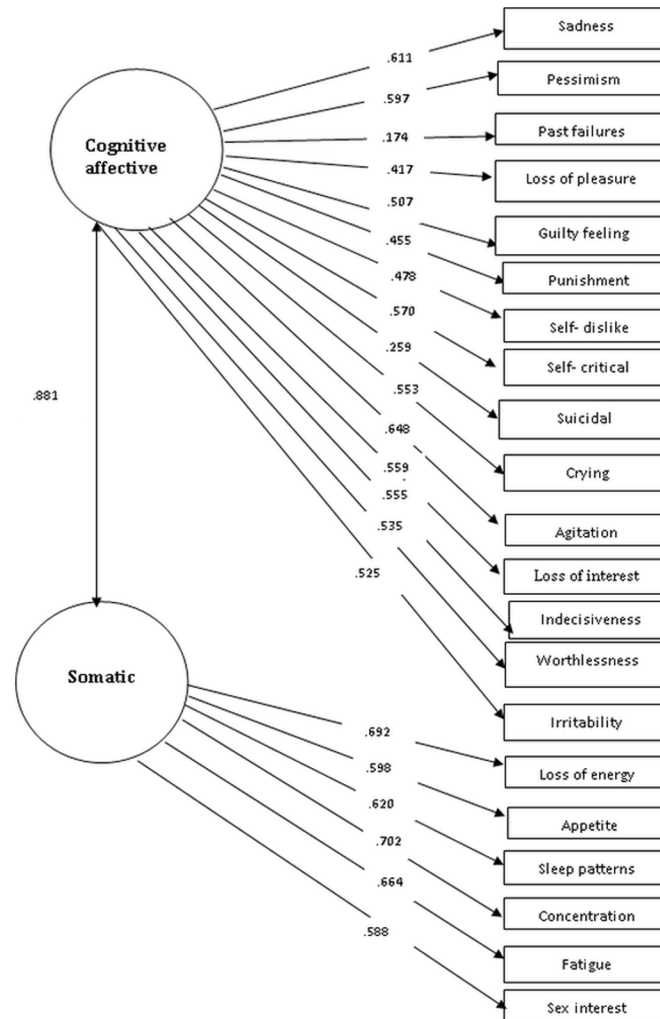 Sadness
.611
Pessimism
.597
Past failures
.174
Cognitive
affective
.417
Loss of pleasure
.507
Guilty feeling
.455
Punishment
.478
Self- dislike
.570
Self- critical
.259
.553
Suicidal
.881
.648
Crying
.559
.555
.535
Agitation
.525
Loss of interest
Indecisiveness
Worthlessness
Somatic
Irritability
.692
.598
Loss of energy
.620
Appetite
.702
Sleep patterns
.664
Concentration
.588
Fatigue
Sex interest